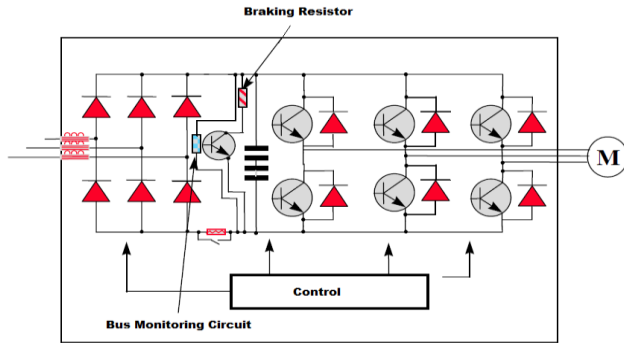 Braking Resistor
M
Control
Bus Monitoring Circuit